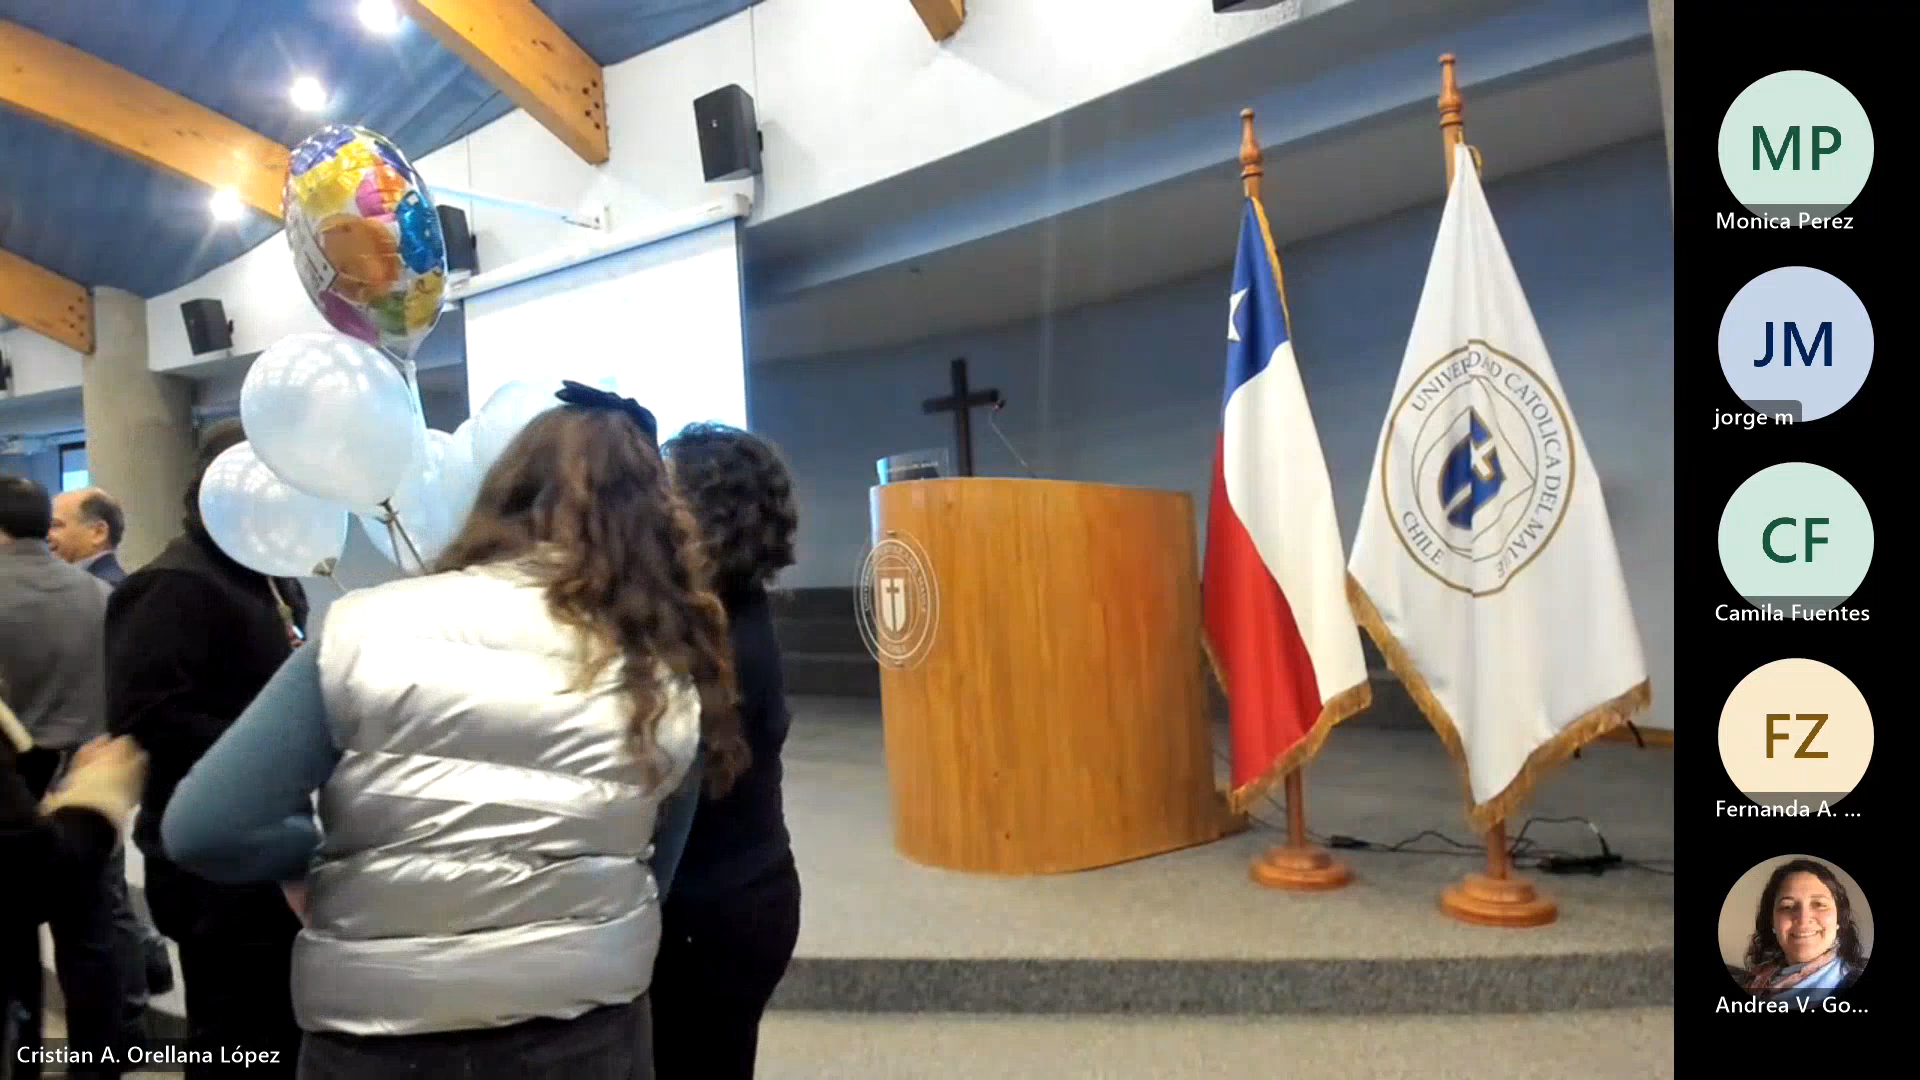 UNIVERSIDAD CATOLICA DEL MAULE
CHILE
MP
Monica Perez
JM
jorge m
CF
Camila Fuentes
FZ
Fernanda A. ...
Andrea V. Go...
Cristian A. Orellana López